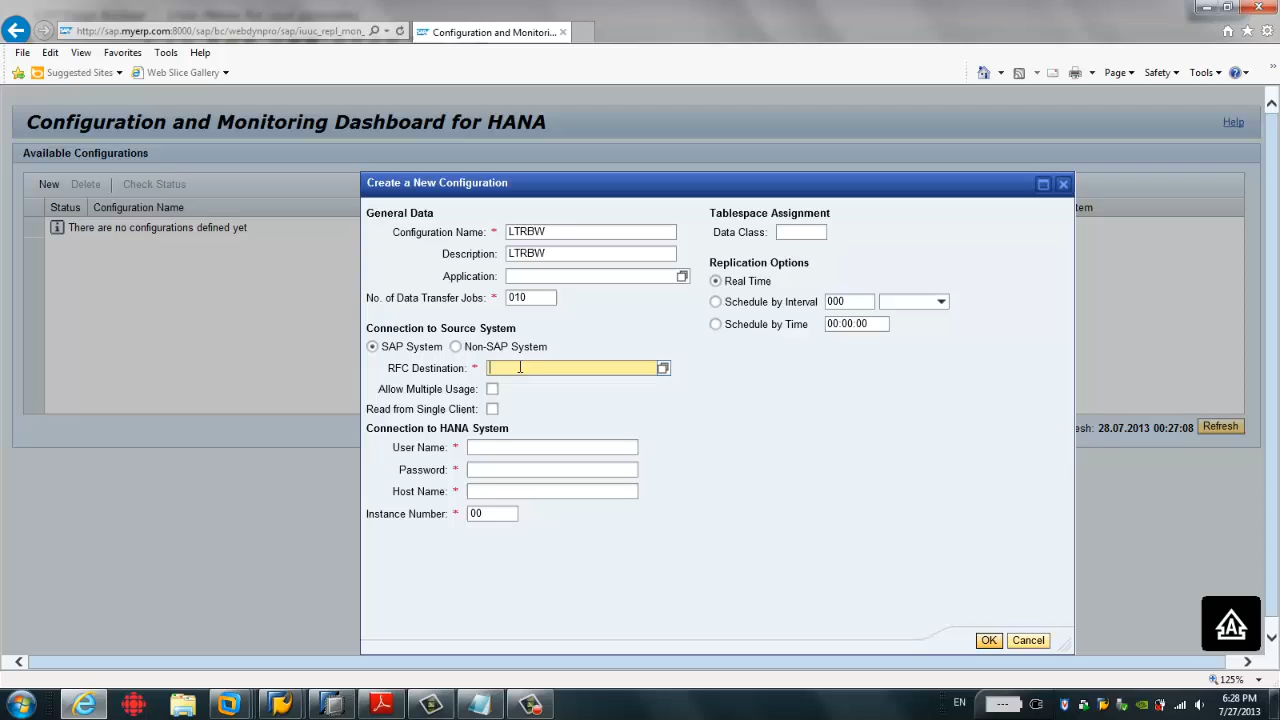 http://sap.myerp.com:8000/sap/bc/webdynpro/sap/iuuc_repl_mon_
Configuration and Monitori...
File Edit View Favorites Tools Help
Suggested Sites Web Slice Gallery Page Safety Tools
Configuration and Monitoring Dashboard for HANA
Help
Available Configurations
New Delete Check Status
Status Configuration Name
There are no configurations defined yet
Create a New Configuration
General Data
Configuration Name: * LTRBW
Description: LTRBW
Application:
No. of Data Transfer Jobs: * 010
Connection to Source System
SAP System Non-SAP System
RFC Destination: *
Allow Multiple Usage:
Read from Single Client:
Connection to HANA System
User Name: *
Password: *
Host Name: *
Instance Number: * 00
Tablespace Assignment
Data Class:
Replication Options
Real Time
Schedule by Interval 000
Schedule by Time 00:00:00
OK Cancel
tem
esh: 28.07.2013 00:27:08 Refresh
125%
EN
6:28 PM
7/27/2013